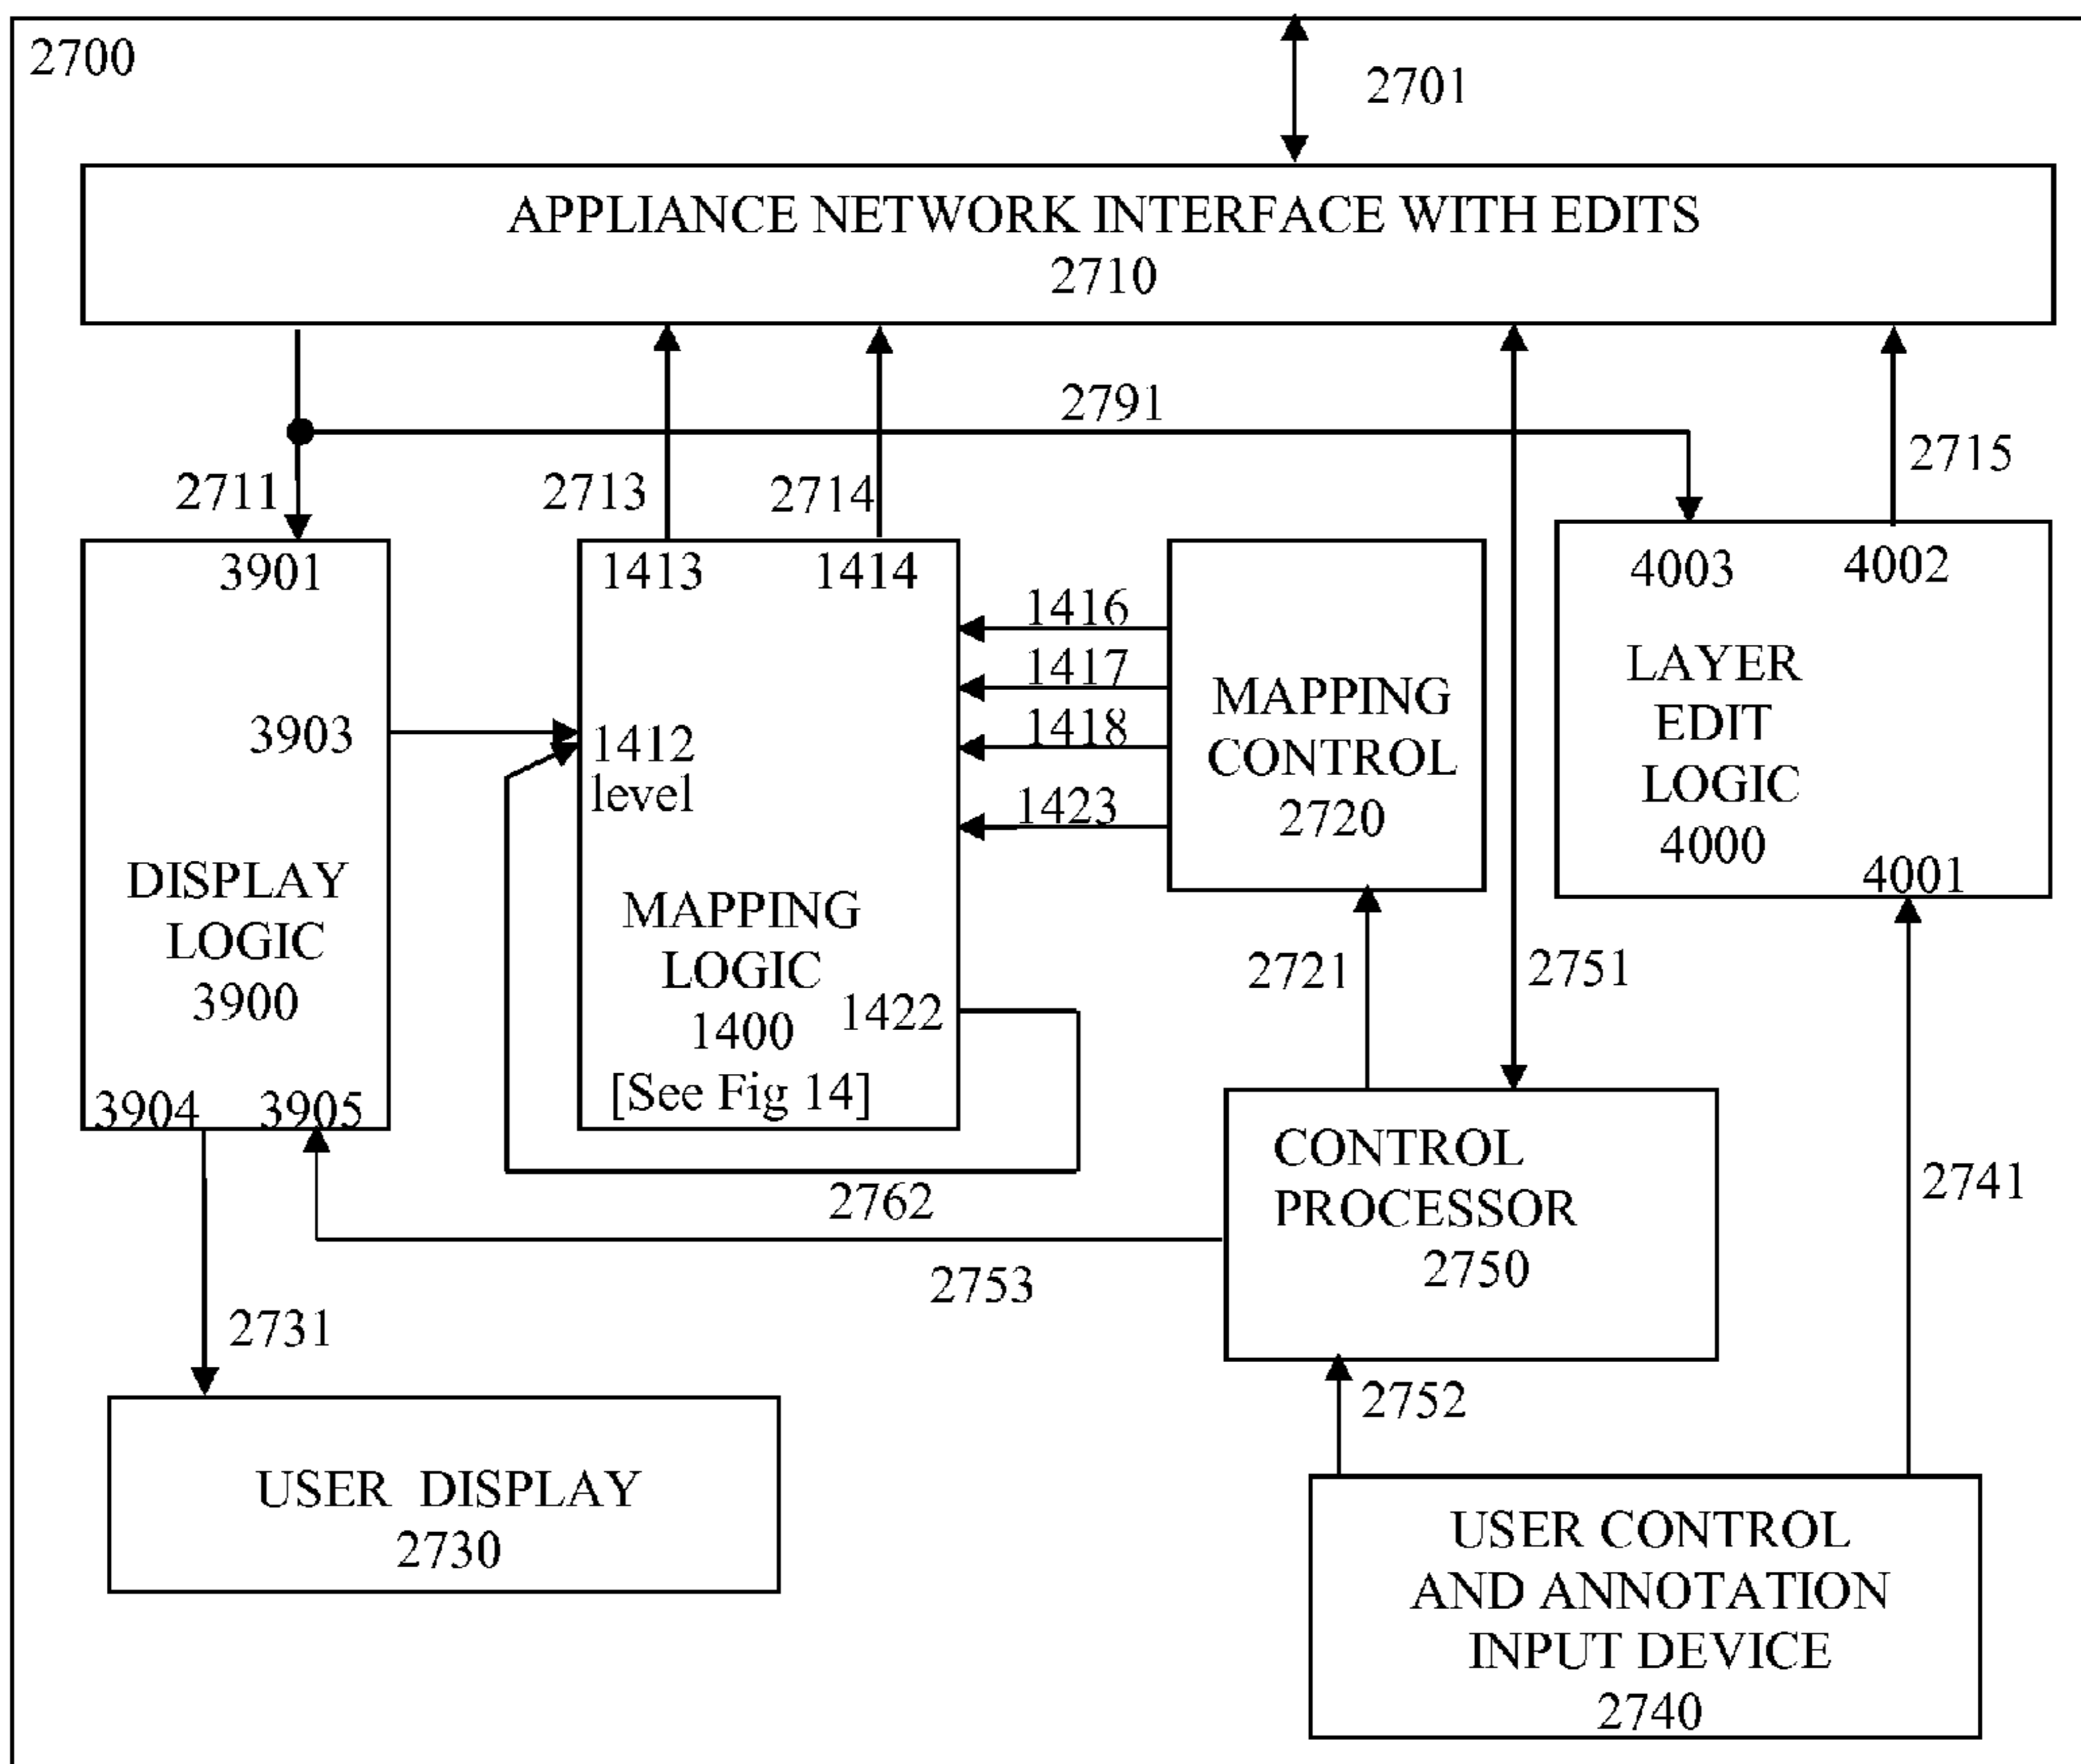 2700
2701
APPLIANCE NETWORK INTERFACE WITH EDITS
2710
2791
2711
2713
2714
2715
3901
1413
1414
4003
4002
1416
1417
1418
1423
3903
1412
level
MAPPING
CONTROL
2720
LAYER
EDIT
LOGIC
4000
4001
DISPLAY
LOGIC
3900
MAPPING
LOGIC
1400
[See Fig 14]
1422
2721
2751
3904
3905
2762
CONTROL
PROCESSOR
2750
2741
2753
2731
2752
USER DISPLAY
2730
USER CONTROL
AND ANNOTATION
INPUT DEVICE
2740